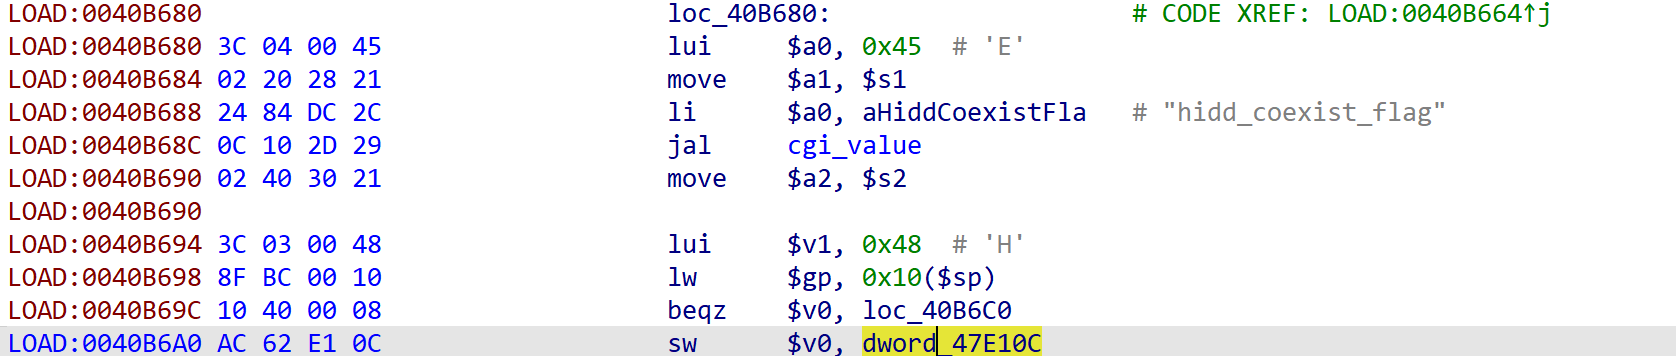 LOAD:0040B680 loc_40B680: # CODE XREF: LOAD:0040B664↑j
LOAD:0040B680 3C 04 00 45 lui $a0, 0x45 # 'E'
LOAD:0040B684 02 20 28 21 move $a1, $s1
LOAD:0040B688 24 84 DC 2C li $a0, aHiddCoexistFla # "hidd_coexist_flag"
LOAD:0040B68C 0C 10 2D 29 jal cgi_value
LOAD:0040B690 02 40 30 21 move $a2, $s2
LOAD:0040B690
LOAD:0040B694 3C 03 00 48 lui $v1, 0x48 # 'H'
LOAD:0040B698 8F BC 00 10 lw $gp, 0x10($sp)
LOAD:0040B69C 10 40 00 08 beqz $v0, loc_40B6C0
LOAD:0040B6A0 AC 62 E1 0C sw $v0, dword_47E10C